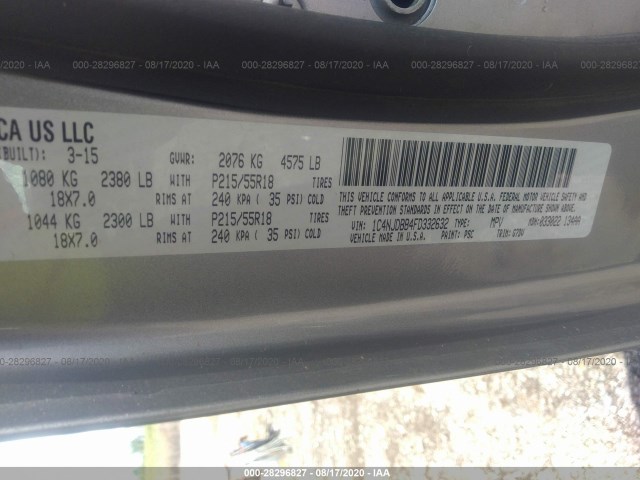 000-28296827 - 08/17/2020 - IAA
CA US LLC
(BUILT): 3-15
GVWR: 2076 KG 4575 LB
1080 KG 2380 LB WITH P215/55R18 TIRES
18X7.0 RIMS AT 240 KPA ( 35 PSI) COLD
1044 KG 2300 LB WITH P215/55R18 TIRES
18X7.0 RIMS AT 240 KPA ( 35 PSI) COLD
THIS VEHICLE CONFORMS TO ALL APPLICABLE U.S.A. FEDERAL MOTOR VEHICLE SAFETY AND
THEFT PREVENTION STANDARDS IN EFFECT ON THE DATE OF MANUFACTURE SHOWN ABOVE.
VIN: 1C4NJDBB4FD332632 TYPE: MPV
VEHICLE MADE IN U.S.A. PAINT: PSC TRIM:
000-28296827 - 08/17/2020 - IAA